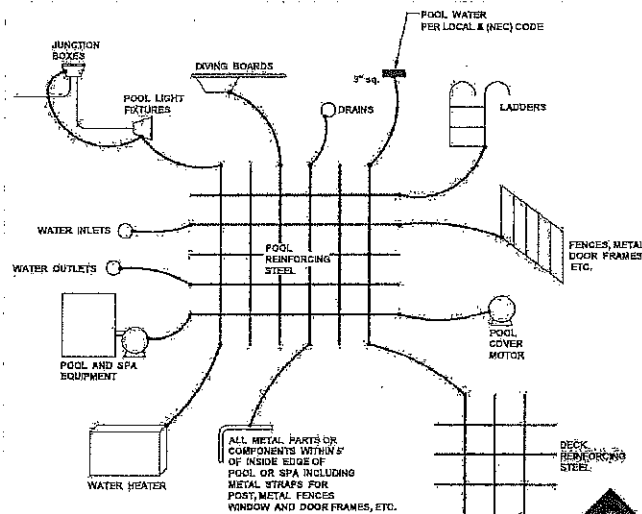 POOL WATER
PER LOCAL & (NEC) CODE
JUNCTION
BOXES
DIVING BOARDS
3" sq.
POOL LIGHT
FIXTURES
DRAINS
LADDERS
WATER INLETS
POOL
REINFORCING
STEEL
FENCES, METAL
DOOR FRAMES
ETC.
WATER OUTLETS
POOL AND SPA
EQUIPMENT
POOL
COVER
MOTOR
ALL METAL PARTS OR
COMPONENTS WITHIN 5'
OF INSIDE EDGE OF
POOL OR SPA INCLUDING
METAL STRAPS FOR
POST, METAL FENCES
WINDOW AND DOOR FRAMES, ETC.
DECK
REINFORCING
STEEL
WATER HEATER